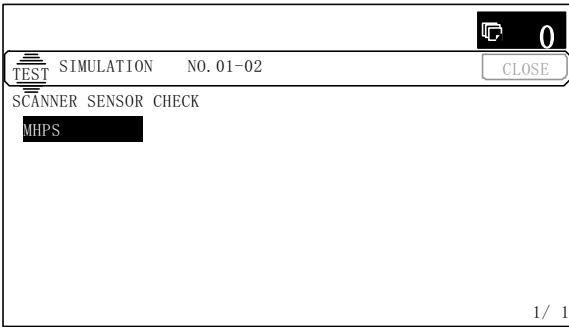 0
TEST SIMULATION NO.01-02 CLOSE
SCANNER SENSOR CHECK
MHPS
1/ 1